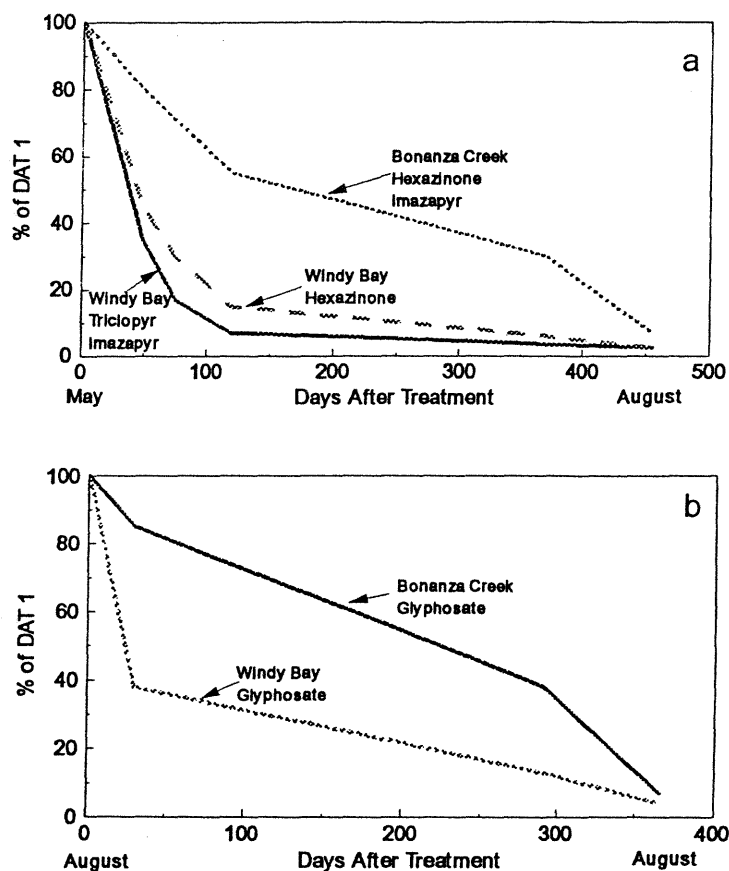 100
a
80
% of DAT 1
60
Bonanza Creek
Hexazinone
Imazapyr
40
20
Windy Bay
Hexazinone
Windy Bay
Triclopyr
Imazapyr
0
0 100 200 300 400 500
May Days After Treatment August
100
b
80
% of DAT 1
60
Bonanza Creek
Glyphosate
40
Windy Bay
Glyphosate
20
0
0 100 200 300 400
August Days After Treatment August